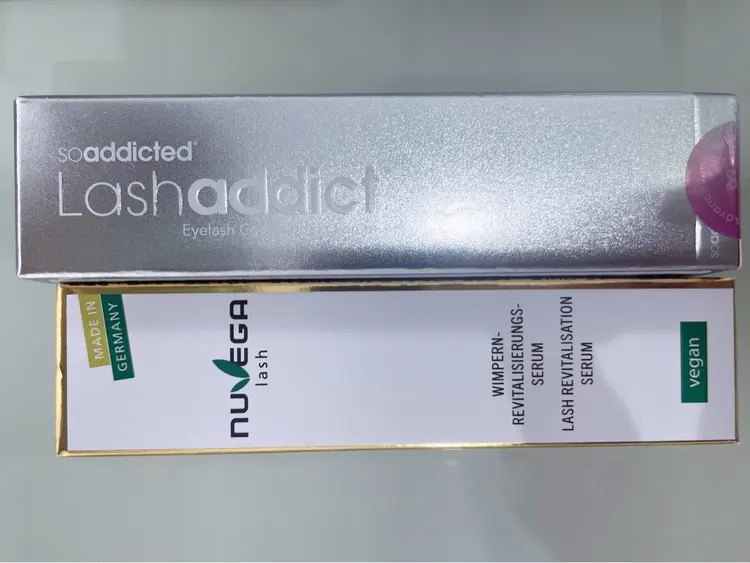 soaddicted®
Lashaddict
Eyelash
MADE IN
GERMANY
NUVEGA
lash
WIMPERN-
REVITALISIERUNGS-
SERUM
LASH REVITALISATION
SERUM
vegan